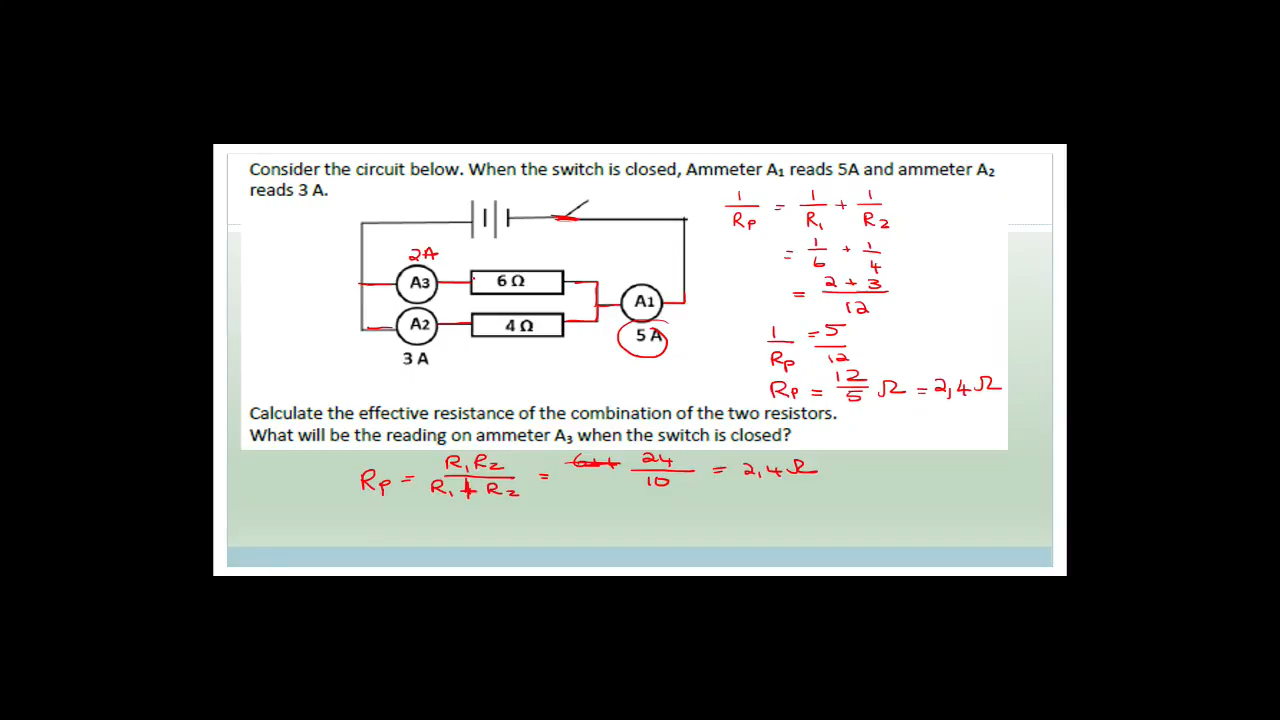 Consider the circuit below. When the switch is closed, Ammeter A₁ reads 5A and ammeter A₂
reads 3 A.
1/Rp = 1/R₁ + 1/R₂
= 1/6 + 1/4
= 2 + 3/12
1/Rp = 5/12
Rp = 12/5 Ω = 2,4 Ω
2A
A3
6 Ω
A1
A2
4 Ω
5 A
3 A
Calculate the effective resistance of the combination of the two resistors.
What will be the reading on ammeter A₃ when the switch is closed?
Rp = R₁R₂/R₁ + R₂ = 24/10 = 2,4 Ω